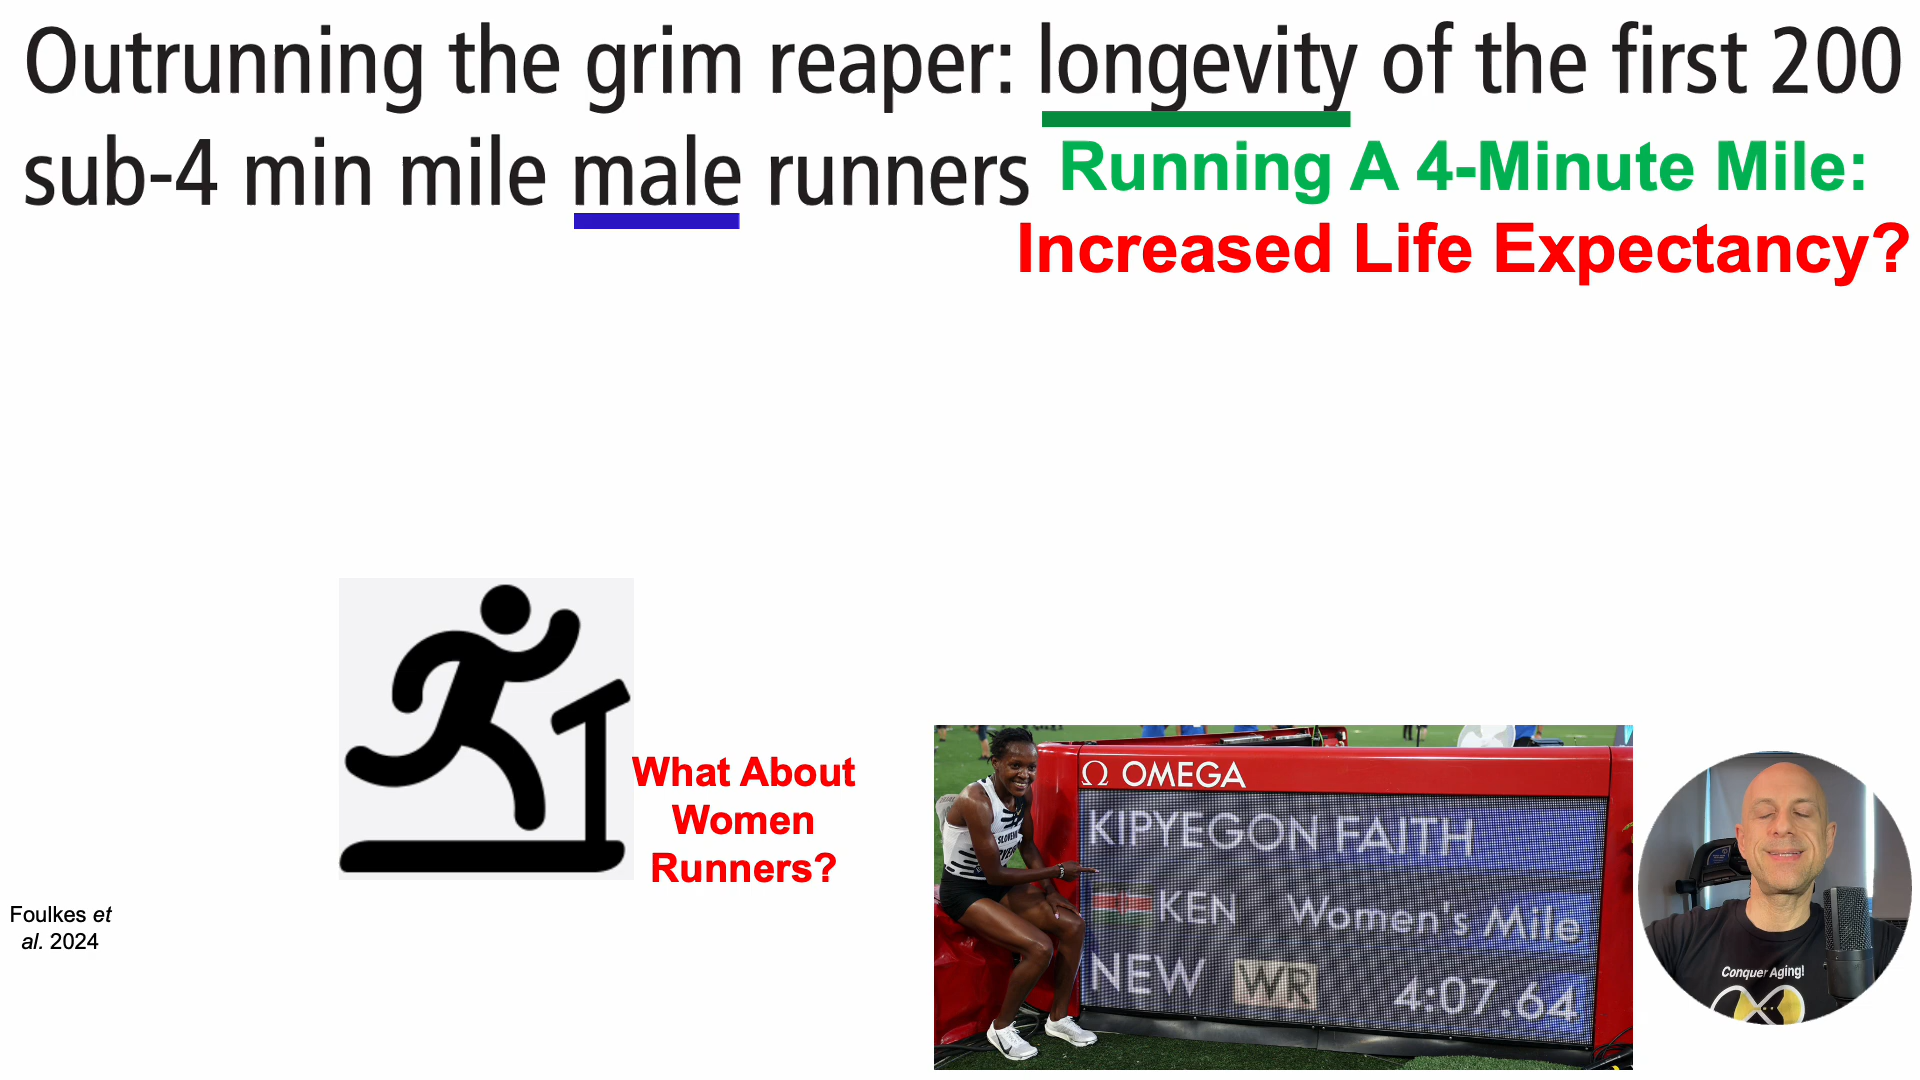 Outrunning the grim reaper: longevity of the first 200
sub-4 min mile male runners
Running A 4-Minute Mile:
Increased Life Expectancy?
What About
Women
Runners?
Foulkes et
al. 2024
Ω OMEGA
KIPYEGON FAITH
KEN Women's Mile
NEW WR 4:07.64
Conquer Aging!